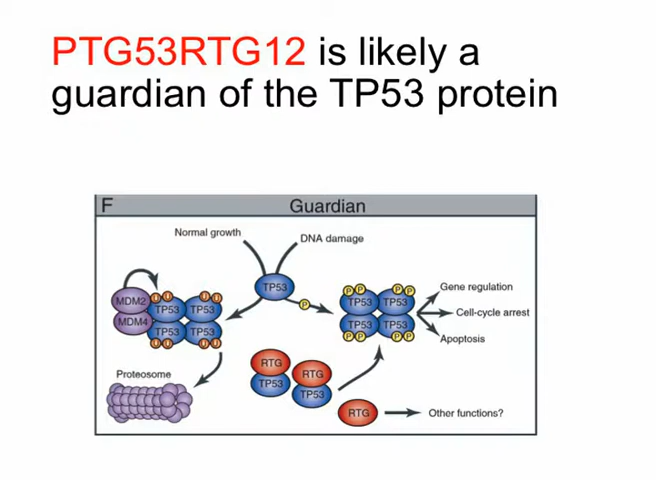 PTG53RTG12 is likely a
guardian of the TP53 protein
F
Guardian
Normal growth
DNA damage
TP53
P
MDM2
MDM4
U U
U U
TP53 TP53
TP53 TP53
U U
U U
P P
P P
TP53 TP53
TP53 TP53
P P
P P
Gene regulation
Cell-cycle arrest
Apoptosis
Proteosome
RTG
TP53
RTG
TP53
RTG
Other functions?